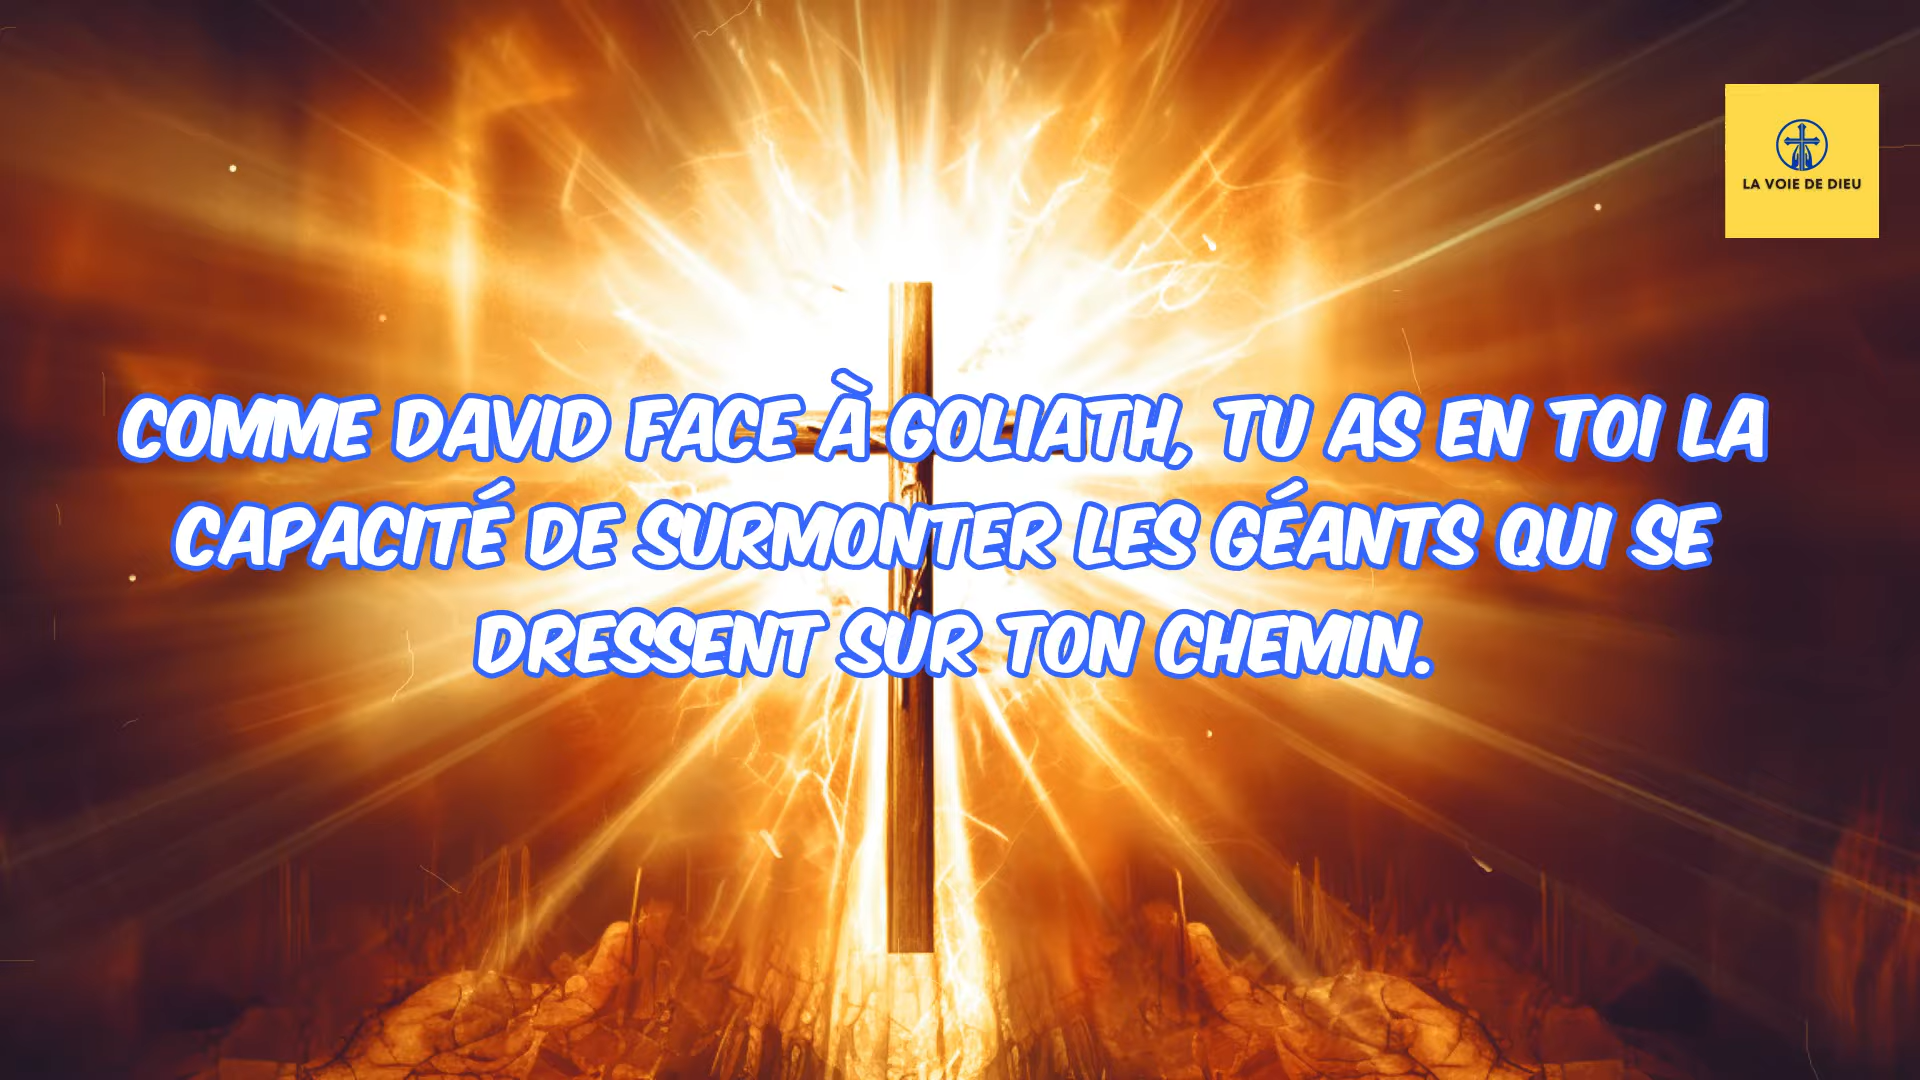 LA VOIE DE DIEU
COMME DAVID FACE À GOLIATH, TU AS EN TOI LA
CAPACITÉ DE SURMONTER LES GÉANTS QUI SE
DRESSENT SUR TON CHEMIN.